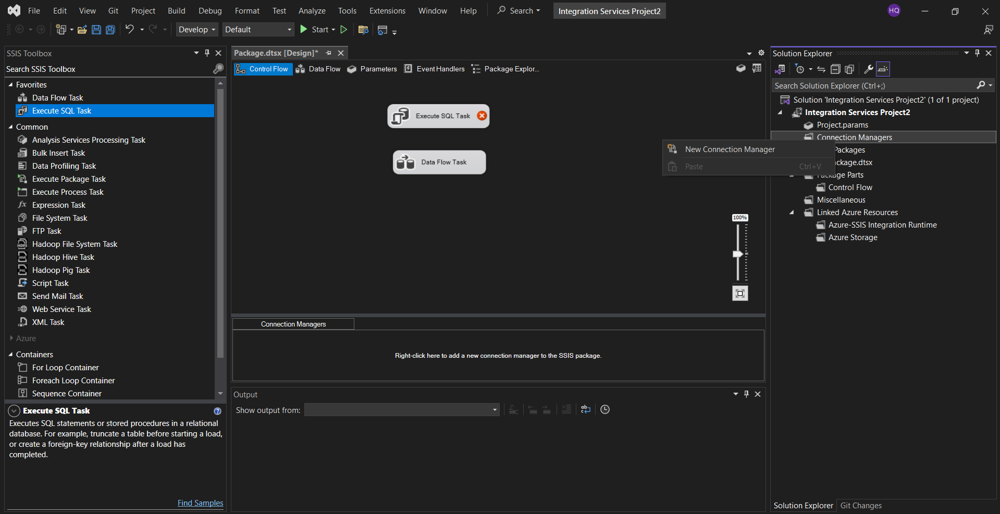 File Edit View Git Project Build Debug Format Test Analyze Tools Extensions Window Help Search Integration Services Project2 HQ
Develop Default Start
SSIS Toolbox
Search SSIS Toolbox
Favorites
Data Flow Task
Execute SQL Task
Common
Analysis Services Processing Task
Bulk Insert Task
Data Profiling Task
Execute Package Task
Execute Process Task
fx Expression Task
File System Task
FTP Task
Hadoop File System Task
Hadoop Hive Task
Hadoop Pig Task
Script Task
Send Mail Task
Web Service Task
XML Task
Azure
Containers
For Loop Container
Foreach Loop Container
Sequence Container
Execute SQL Task
Executes SQL statements or stored procedures in a relational
database. For example, truncate a table before starting a load,
or create a foreign-key relationship after a load has
completed.
Find Samples
Package.dtsx [Design]*
Control Flow Data Flow Parameters Event Handlers Package Explor...
Execute SQL Task
Data Flow Task
100%
Connection Managers
Right-click here to add a new connection manager to the SSIS package.
Output
Show output from:
Solution Explorer
Search Solution Explorer (Ctrl+;)
Solution 'Integration Services Project2' (1 of 1 project)
Integration Services Project2
Project.params
Connection Managers
New Connection Manager
Paste Ctrl+V
Packages
ackage.dtsx
Package Parts
Control Flow
Miscellaneous
Linked Azure Resources
Azure-SSIS Integration Runtime
Azure Storage
Solution Explorer Git Changes